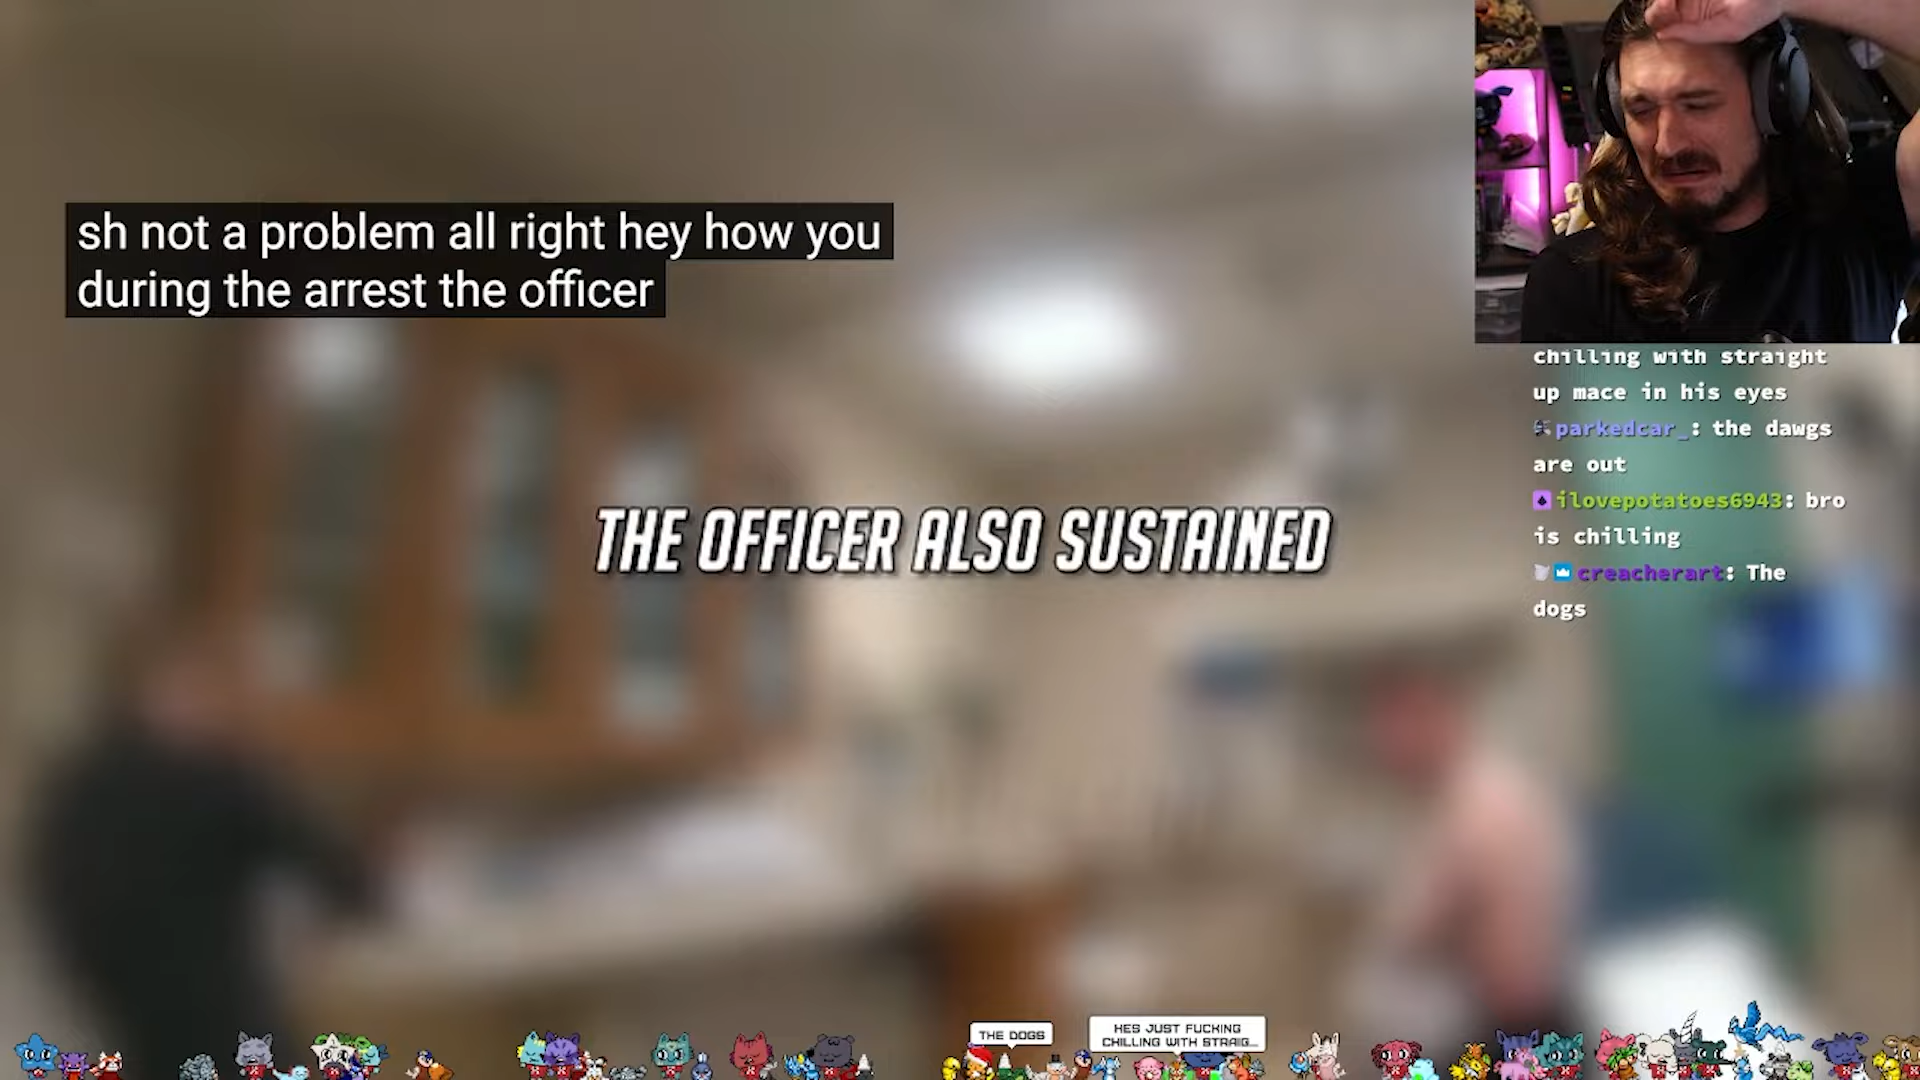 sh not a problem all right hey how you
during the arrest the officer
THE OFFICER ALSO SUSTAINED
chilling with straight
up mace in his eyes
parkedcar_: the dawgs
are out
ilovepotatoes6943: bro
is chilling
creacherart: The
dogs
THE DOGS
HES JUST FUCKING
CHILLING WITH STRAIG...